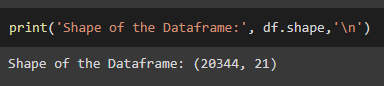 print('Shape of the Dataframe:', df.shape,'\n')
Shape of the Dataframe: (20344, 21)